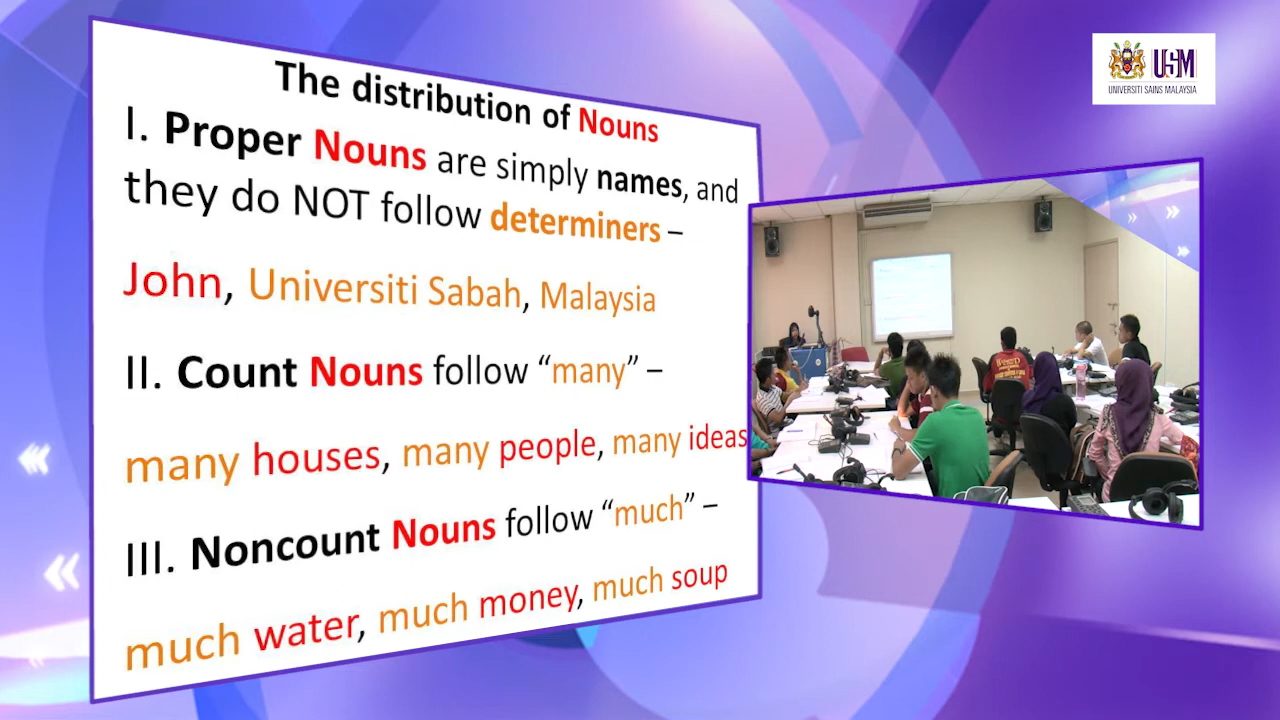 The distribution of Nouns
I. Proper Nouns are simply names, and
they do NOT follow determiners –
John, Universiti Sabah, Malaysia
II. Count Nouns follow “many” –
many houses, many people, many ideas
III. Noncount Nouns follow “much” –
much water, much money, much soup
USM
UNIVERSITI SAINS MALAYSIA